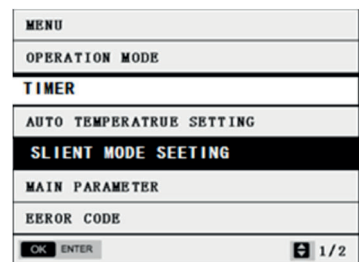 MENU
OPERATION MODE
TIMER
AUTO TEMPERATRUE SETTING
SLIENT MODE SEETING
MAIN PARAMETER
EEROR CODE
OK ENTER 1/2